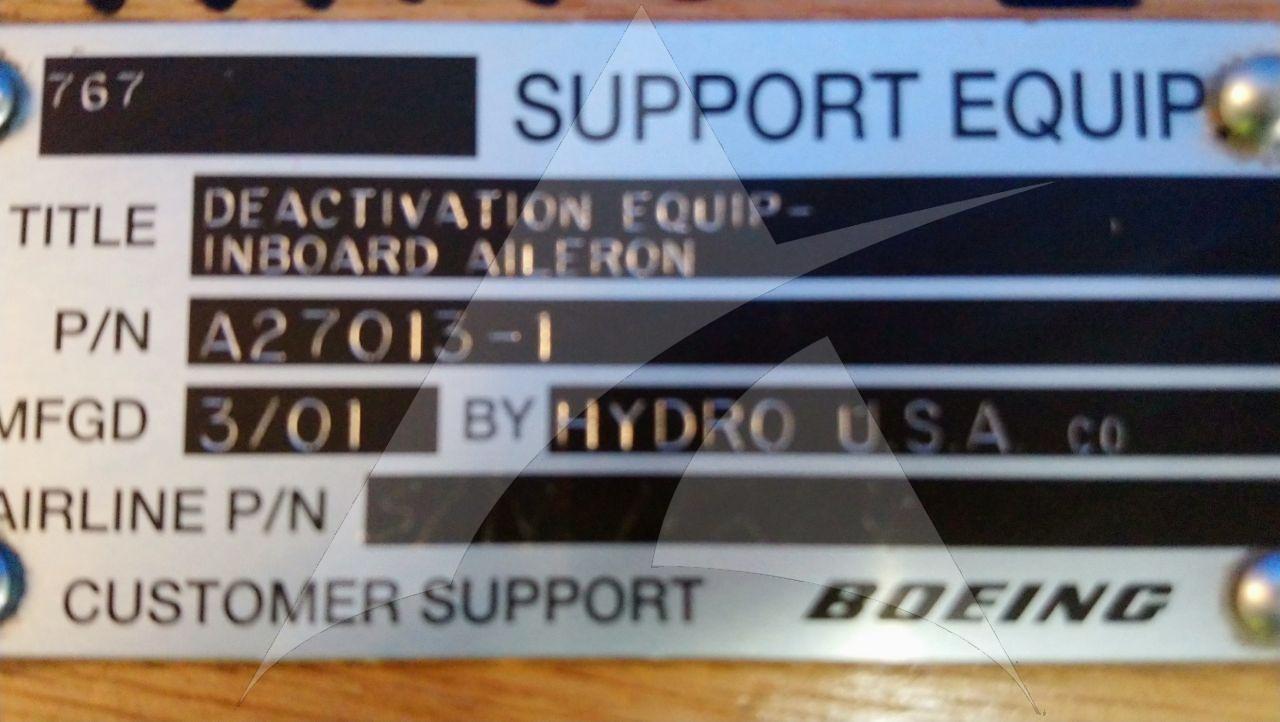 767
SUPPORT EQUIP
TITLE DEACTIVATION EQUIP-
INBOARD AILERON
P/N A27013-1
MFGD 3/01 BY HYDRO U.S.A. CO
AIRLINE P/N
CUSTOMER SUPPORT BOEING